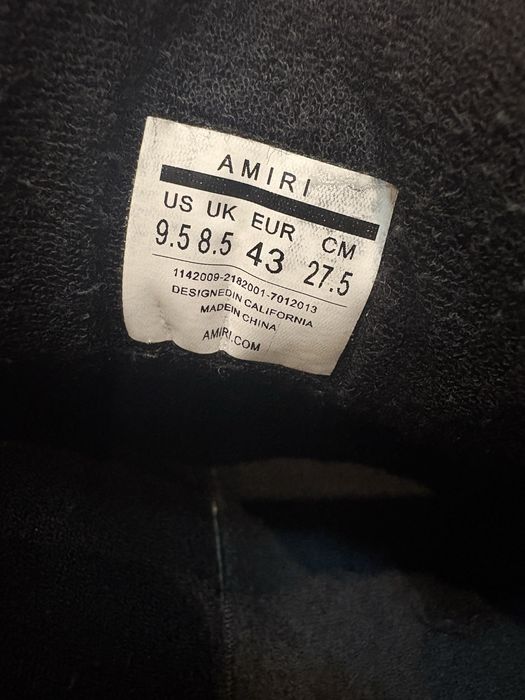 AMIRI
US UK EUR CM
9.5 8.5 43 27.5
1142009-2182001-7012013
DESIGNEDIN CALIFORNIA
MADEIN CHINA
AMIRI.COM